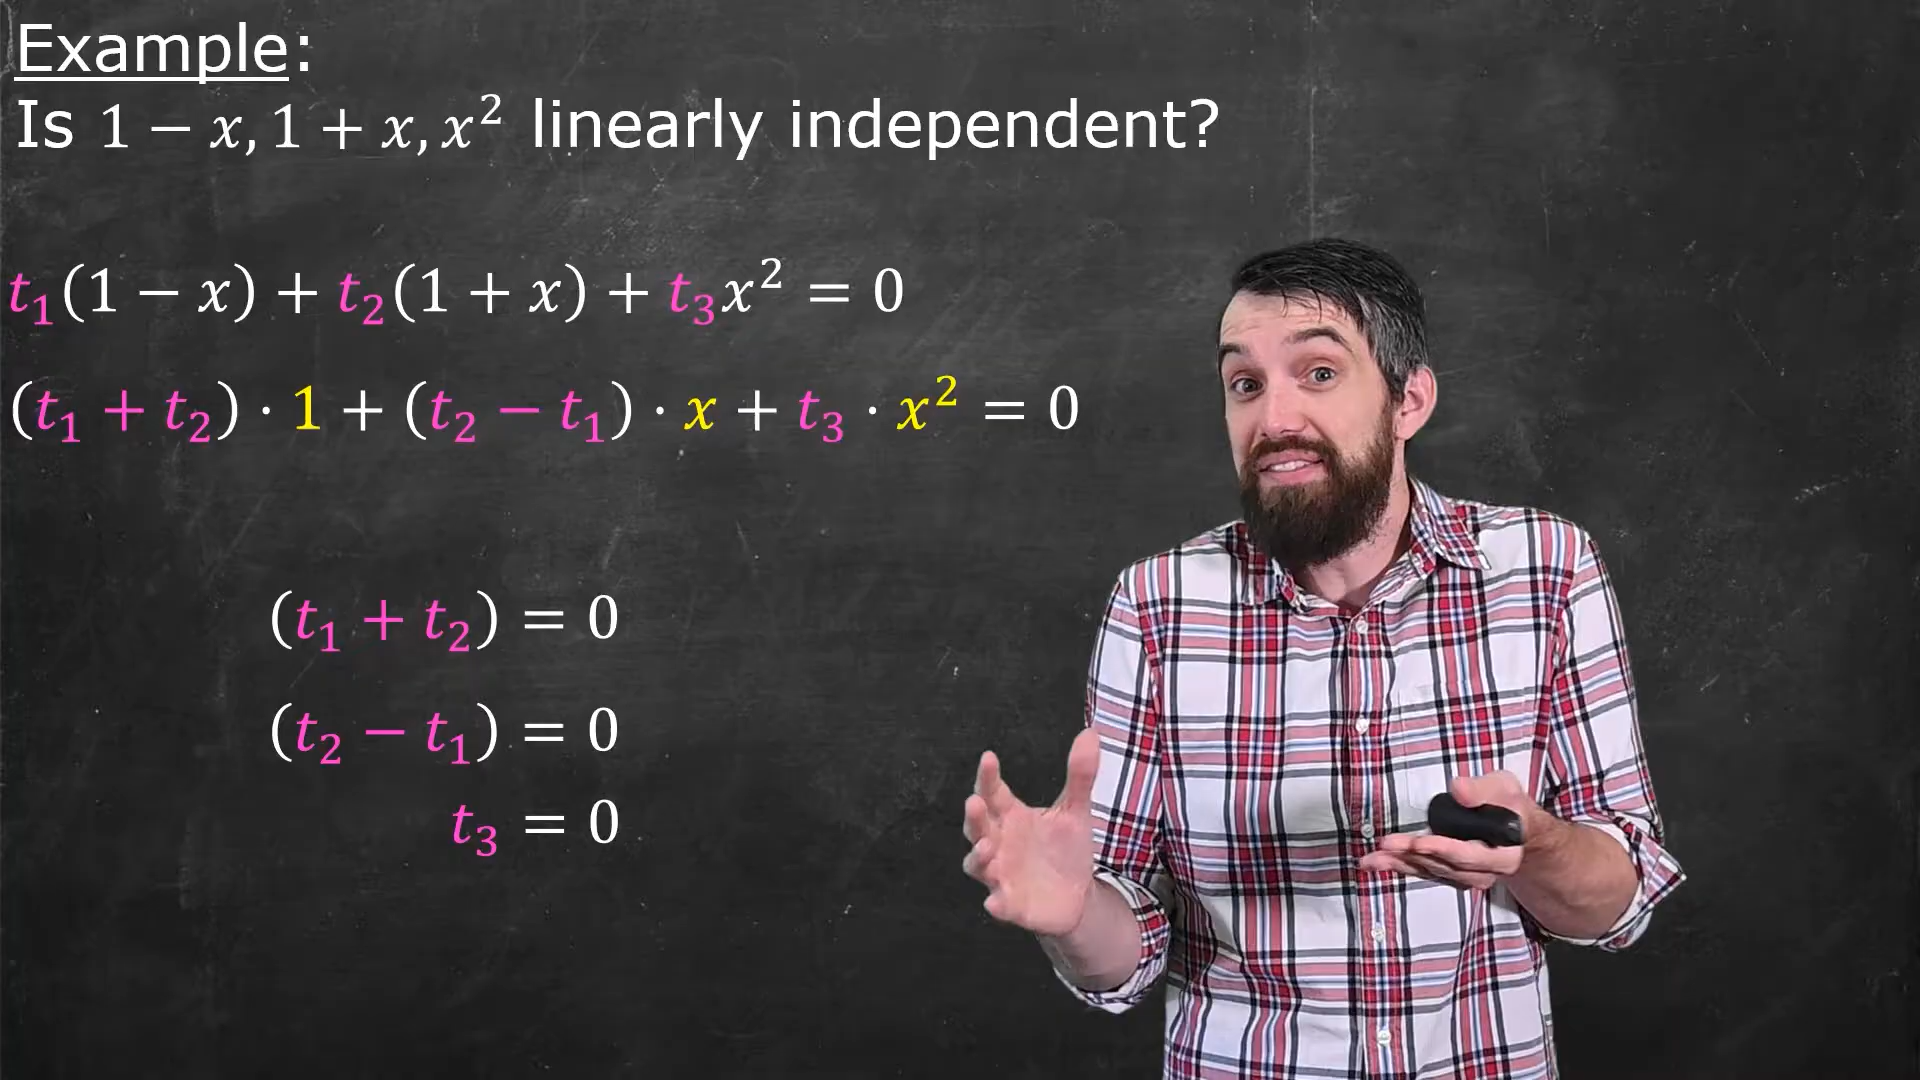 Example:
Is 1 − x, 1 + x, x² linearly independent?
t₁(1 − x) + t₂(1 + x) + t₃x² = 0
(t₁ + t₂) · 1 + (t₂ − t₁) · x + t₃ · x² = 0
(t₁ + t₂) = 0
(t₂ − t₁) = 0
t₃ = 0